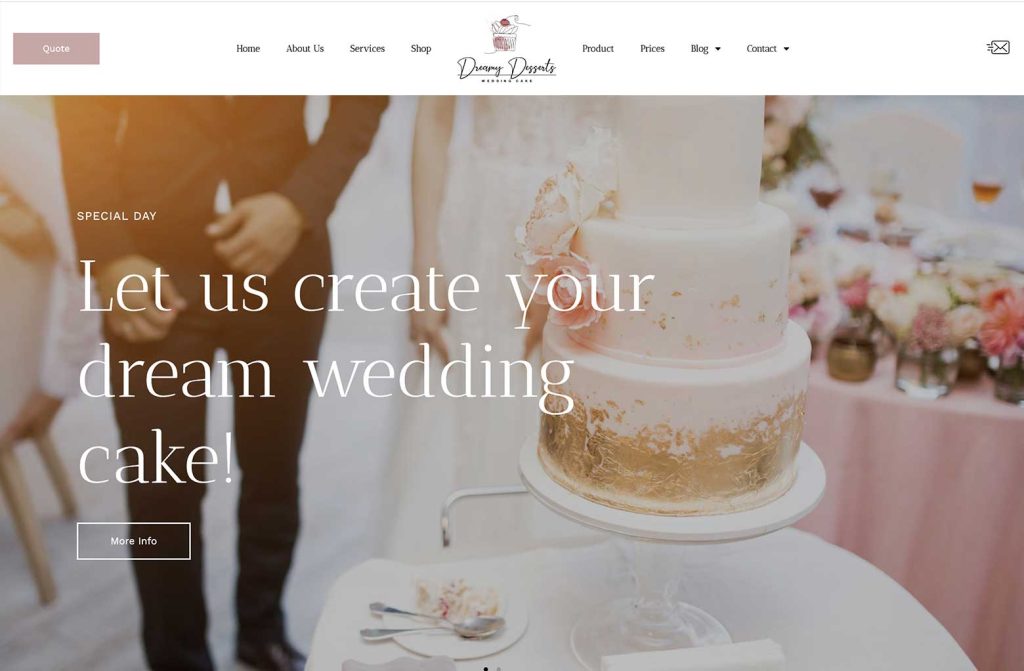 Quote
Home
About Us
Services
Shop
Dreamy Desserts
WEDDING CAKE
Product
Prices
Blog
Contact
SPECIAL DAY
Let us create your
dream wedding
cake!
More Info